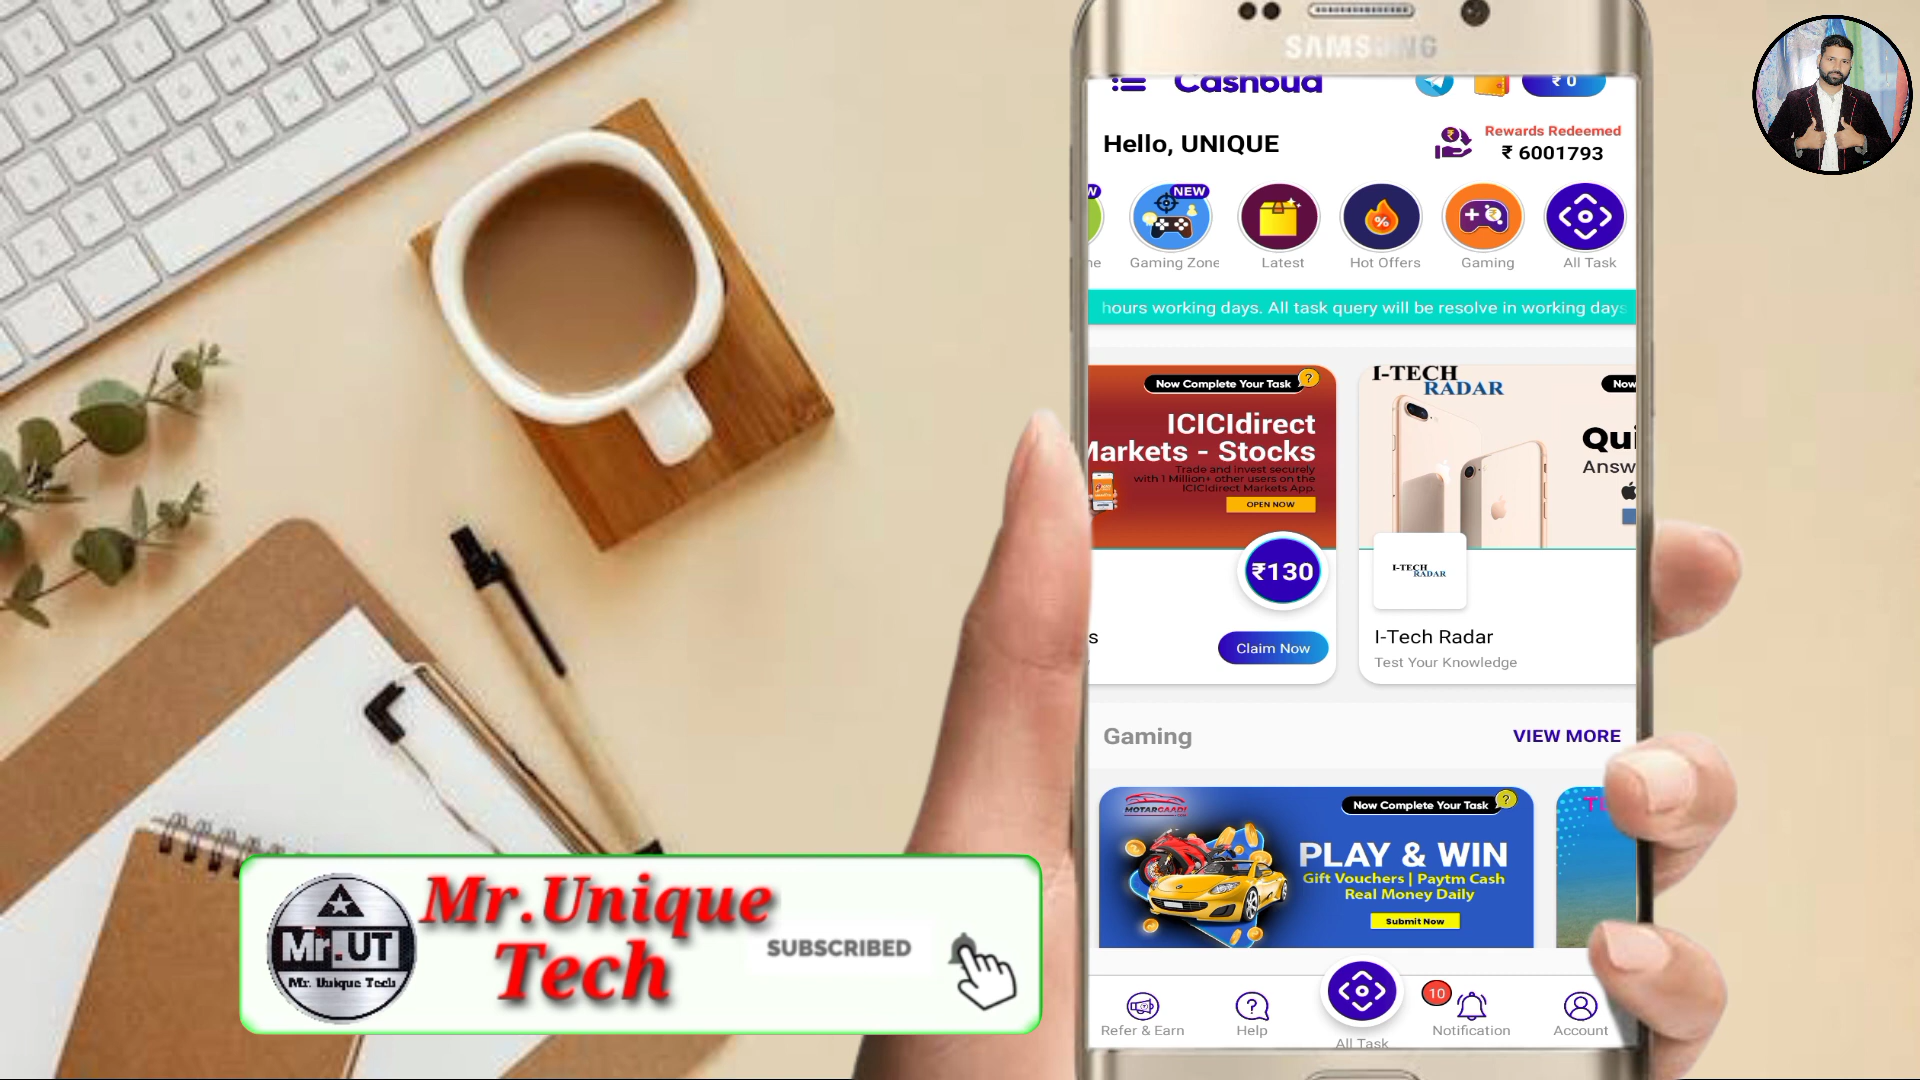 SAMSUNG
Cashbud
₹ 0
Hello, UNIQUE
Rewards Redeemed
₹ 6001793
NEW
Gaming Zone
Latest
Hot Offers
Gaming
All Task
hours working days. All task query will be resolve in working days
Now Complete Your Task ?
ICICIdirect
Markets - Stocks
Trade and invest securely
with 1 Million+ other users on the
ICICIdirect Markets App.
OPEN NOW
₹130
Claim Now
I-TECH
RADAR
Now
Qui
Answ
I-TECH
RADAR
I-Tech Radar
Test Your Knowledge
Gaming
VIEW MORE
MOTARGAADI
Now Complete Your Task ?
PLAY & WIN
Gift Vouchers | Paytm Cash
Real Money Daily
Submit Now
Refer & Earn
Help
All Task
10
Notification
Account
Mr.UT
Mr. Unique Tech
Mr.Unique
Tech
SUBSCRIBED